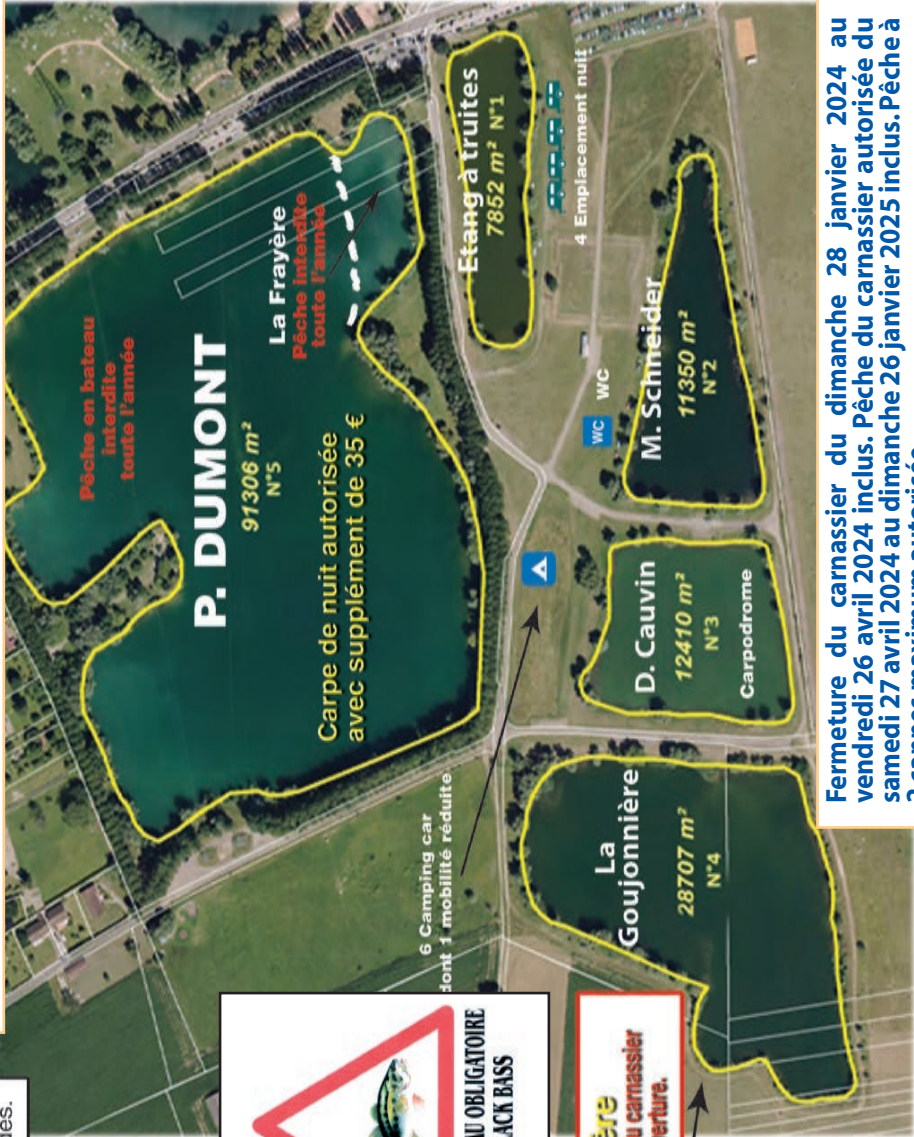 Pêche en bateau
interdite
toute l'année
La Frayère
Pêche interdite
toute l'année
P. DUMONT
91306 m²
N°5
Carpe de nuit autorisée
avec supplément de 35 €
Etang à truites
7852 m² N°1
4 Emplacement nuit
WC
WC
M. Schneider
11350 m²
N°2
D. Cauvin
12410 m²
N°3
Carpodrome
6 Camping car
dont 1 mobilité réduite
La
Goujonnière
28707 m²
N°4
OBLIGATOIRE
BASS
carnassier
Fermeture du carnassier du dimanche 28 janvier 2024 au
vendredi 26 avril 2024 inclus. Pêche du carnassier autorisée du
samedi 27 avril 2024 au dimanche 26 janvier 2025 inclus. Pêche à